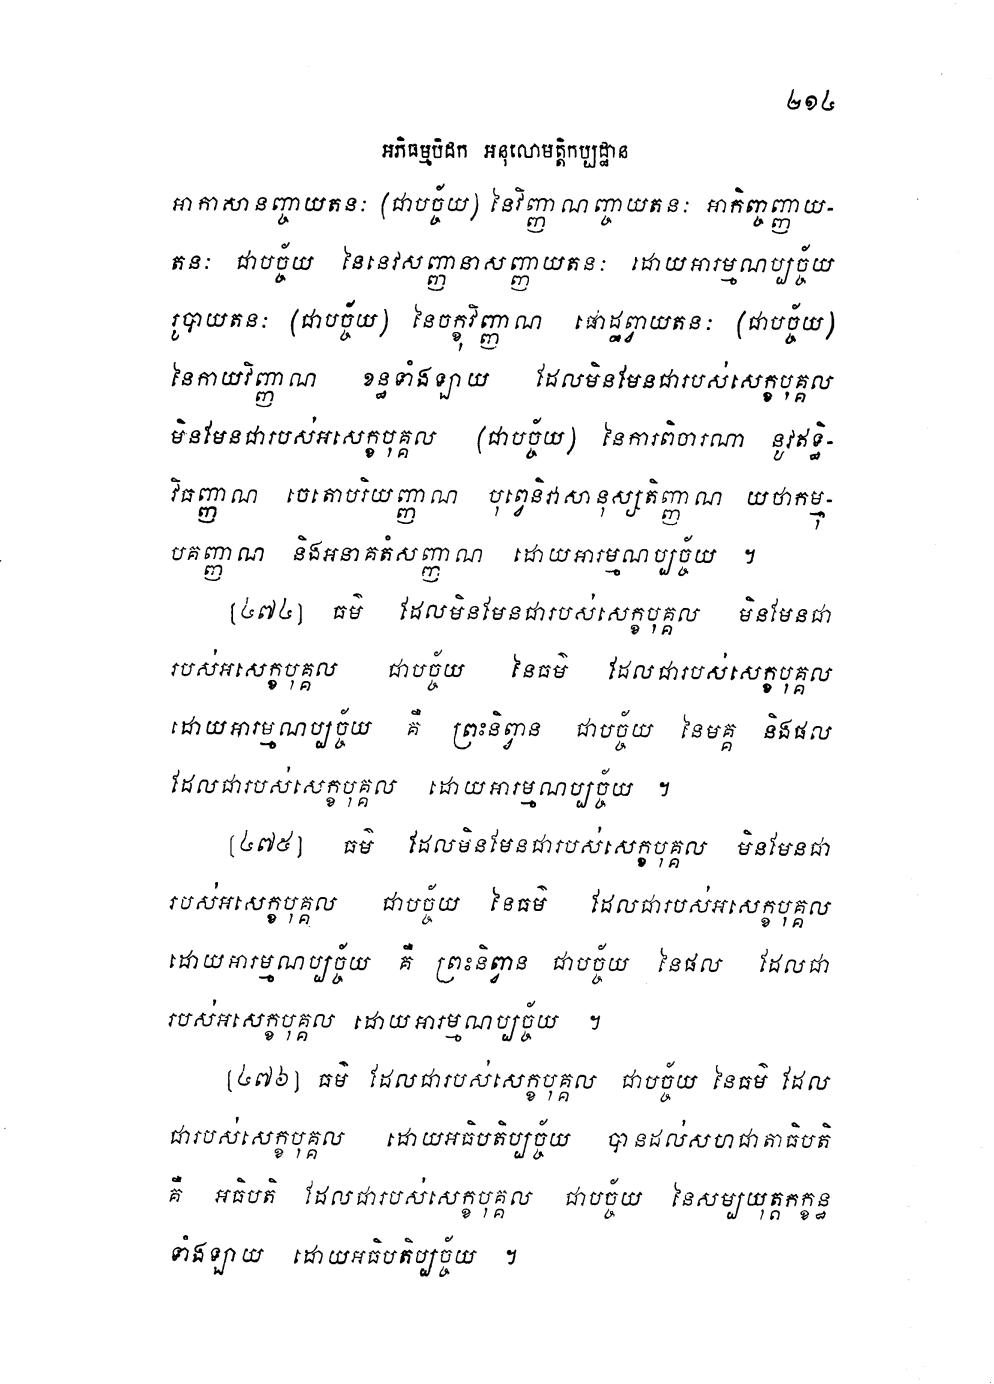 ២១៤
អភិធម្មបិដក អនុលោមត្តិកប្បដ្ឋាន
អាកាសានញ្ចាយតនៈ (ជាបច្ច័យ) នៃវិញ្ញាណញ្ចាយតនៈ អាកិញ្ចញ្ញាយ-
តនៈ ជាបច្ច័យ នៃនេវសញ្ញានាសញ្ញាយតនៈ ដោយអារម្មណប្បច្ច័យ
រូបាយតនៈ (ជាបច្ច័យ) នៃចក្ខុវិញ្ញាណ ផោដ្ឋព្វាយតនៈ (ជាបច្ច័យ)
នៃកាយវិញ្ញាណ ខន្ធទាំងឡាយ ដែលមិនមែនជារបស់សេក្ខបុគ្គល
មិនមែនជារបស់អសេក្ខបុគ្គល (ជាបច្ច័យ) នៃការពិចារណា នូវឥទ្ធិ-
វិធញ្ញាណ ចេតោបរិយញ្ញាណ បុព្វេនិវាសានុស្សតិញ្ញាណ យថាកម្មុ-
បគញ្ញាណ និងអនាគតំសញ្ញាណ ដោយអារម្មណប្បច្ច័យ ។
(៤៧៤) ធម៌ ដែលមិនមែនជារបស់សេក្ខបុគ្គល មិនមែនជា
របស់អសេក្ខបុគ្គល ជាបច្ច័យ នៃធម៌ ដែលជារបស់សេក្ខបុគ្គល
ដោយអារម្មណប្បច្ច័យ គឺ ព្រះនិព្វាន ជាបច្ច័យ នៃមគ្គ និងផល
ដែលជារបស់សេក្ខបុគ្គល ដោយអារម្មណប្បច្ច័យ ។
(៤៧៥) ធម៌ ដែលមិនមែនជារបស់សេក្ខបុគ្គល មិនមែនជា
របស់អសេក្ខបុគ្គល ជាបច្ច័យ នៃធម៌ ដែលជារបស់អសេក្ខបុគ្គល
ដោយអារម្មណប្បច្ច័យ គឺ ព្រះនិព្វាន ជាបច្ច័យ នៃផល ដែលជា
របស់អសេក្ខបុគ្គល ដោយអារម្មណប្បច្ច័យ ។
(៤៧៦) ធម៌ ដែលជារបស់សេក្ខបុគ្គល ជាបច្ច័យ នៃធម៌ ដែល
ជារបស់សេក្ខបុគ្គល ដោយអធិបតិប្បច្ច័យ បានដល់សហជាតាធិបតិ
គឺ អធិបតិ ដែលជារបស់សេក្ខបុគ្គល ជាបច្ច័យ នៃសម្បយុត្តកក្ខន្ធ
ទាំងឡាយ ដោយអធិបតិប្បច្ច័យ ។